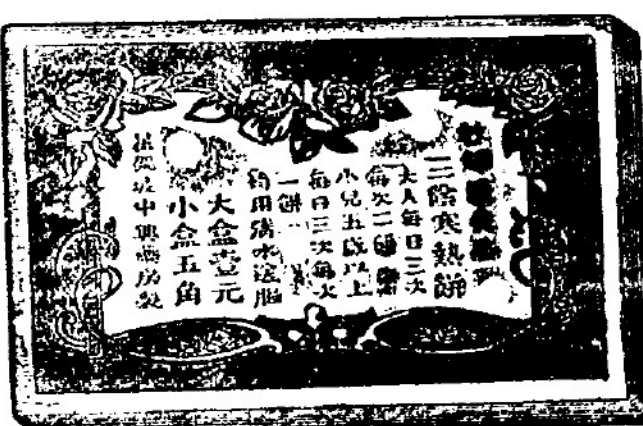 三陰寒熱餅
大人每日三次
每次二餅
小兒五歲以上
每日三次每次
一餅
均用清水送服
大盒壹元
小盒五角
中興藥房製